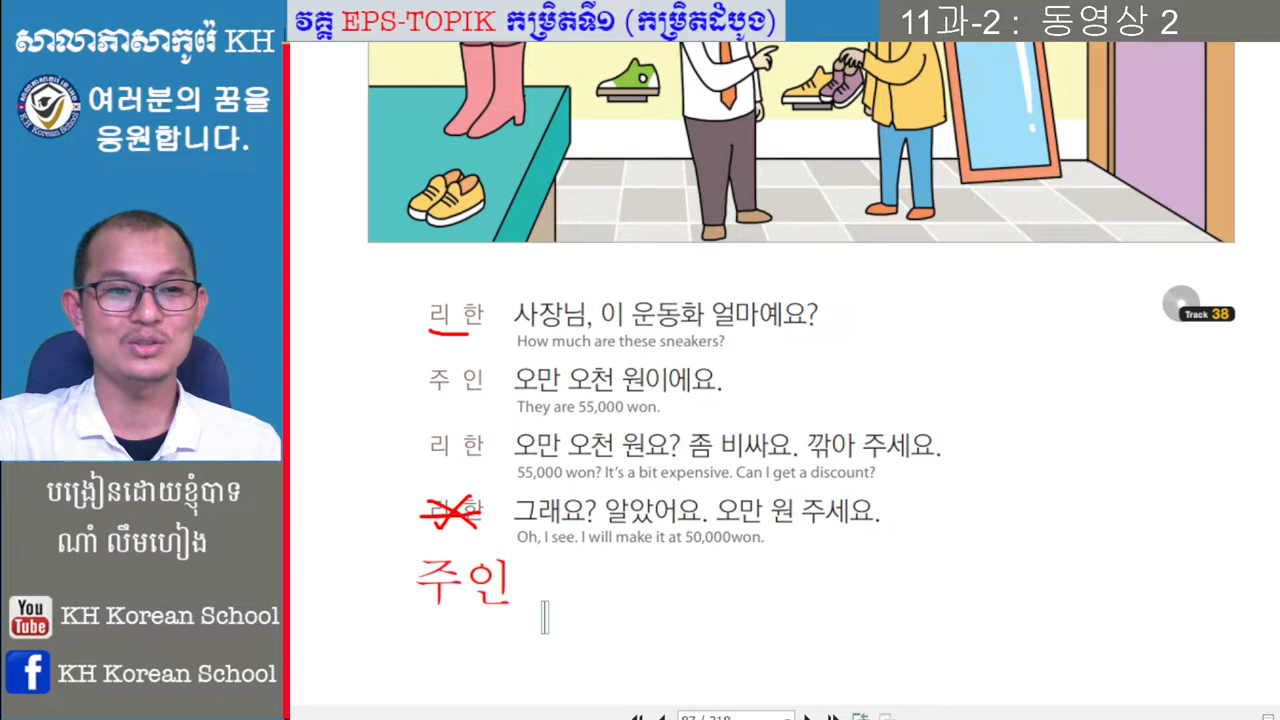 វគ្គ EPS-TOPIK កម្រិតទី១ (កម្រិតដំបូង)
11과-2 : 동영상 2
សាលាភាសាកូរ៉េ KH
KH Korean School
여러분의 꿈을
응원합니다.
리 한 사장님, 이 운동화 얼마예요?
How much are these sneakers?
Track 38
주 인 오만 오천 원이에요.
They are 55,000 won.
리 한 오만 오천 원요? 좀 비싸요. 깎아 주세요.
55,000 won? It's a bit expensive. Can I get a discount?
리 한 그래요? 알았어요. 오만 원 주세요.
Oh, I see. I will make it at 50,000won.
주인
បង្រៀនដោយខ្ញុំបាទ
ណាំ លឹមហៀង
You Tube KH Korean School
f KH Korean School
87 / 218